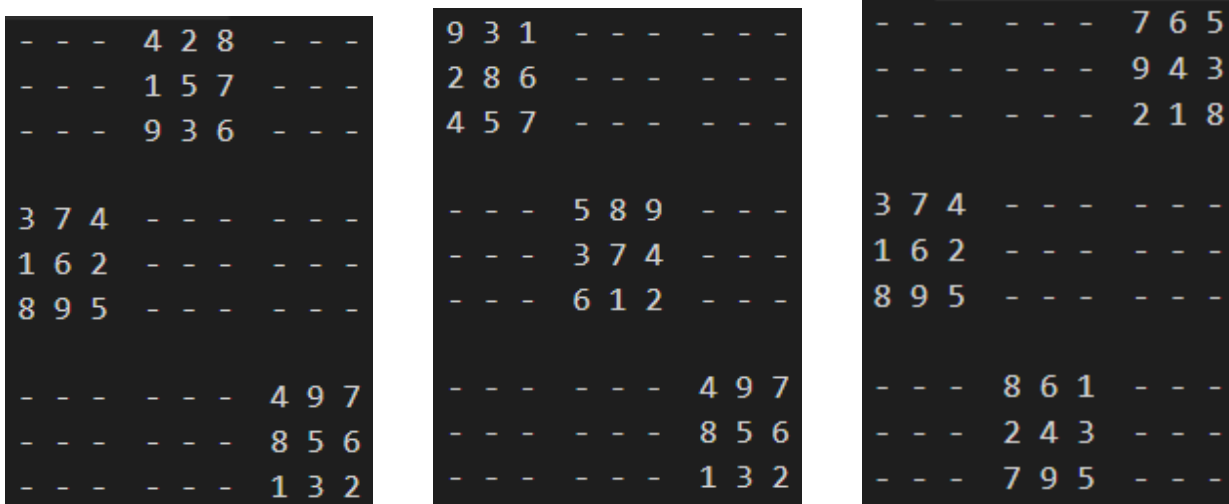 - - - 4 2 8 - - -
- - - 1 5 7 - - -
- - - 9 3 6 - - -
3 7 4 - - - - - -
1 6 2 - - - - - -
8 9 5 - - - - - -
- - - - - - 4 9 7
- - - - - - 8 5 6
- - - - - - 1 3 2
9 3 1 - - - - - -
2 8 6 - - - - - -
4 5 7 - - - - - -
- - - 5 8 9 - - -
- - - 3 7 4 - - -
- - - 6 1 2 - - -
- - - - - - 4 9 7
- - - - - - 8 5 6
- - - - - - 1 3 2
- - - - - - 7 6 5
- - - - - - 9 4 3
- - - - - - 2 1 8
3 7 4 - - - - - -
1 6 2 - - - - - -
8 9 5 - - - - - -
- - - 8 6 1 - - -
- - - 2 4 3 - - -
- - - 7 9 5 - - -